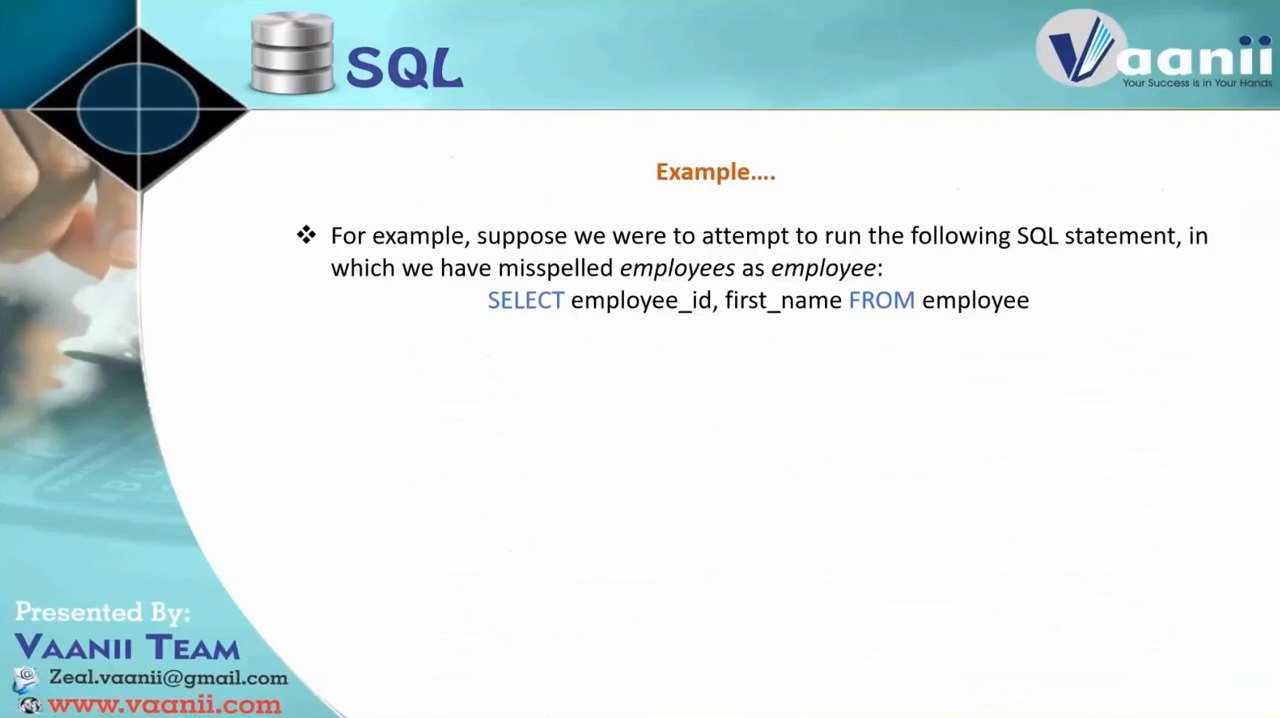 SQL
Vaanii
Your Success is in Your Hands
Example....
❖ For example, suppose we were to attempt to run the following SQL statement, in
which we have misspelled employees as employee:
SELECT employee_id, first_name FROM employee
Presented By:
VAANII TEAM
Zeal.vaanii@gmail.com
www.vaanii.com